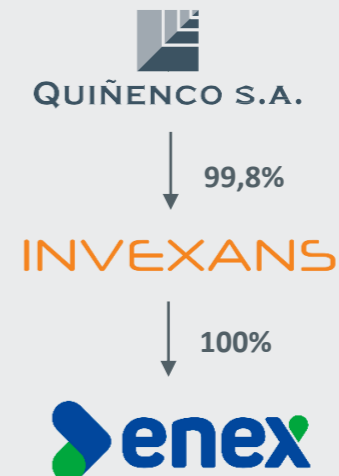 QUIÑENCO S.A.
99,8%
INVEXANS
100%
enex